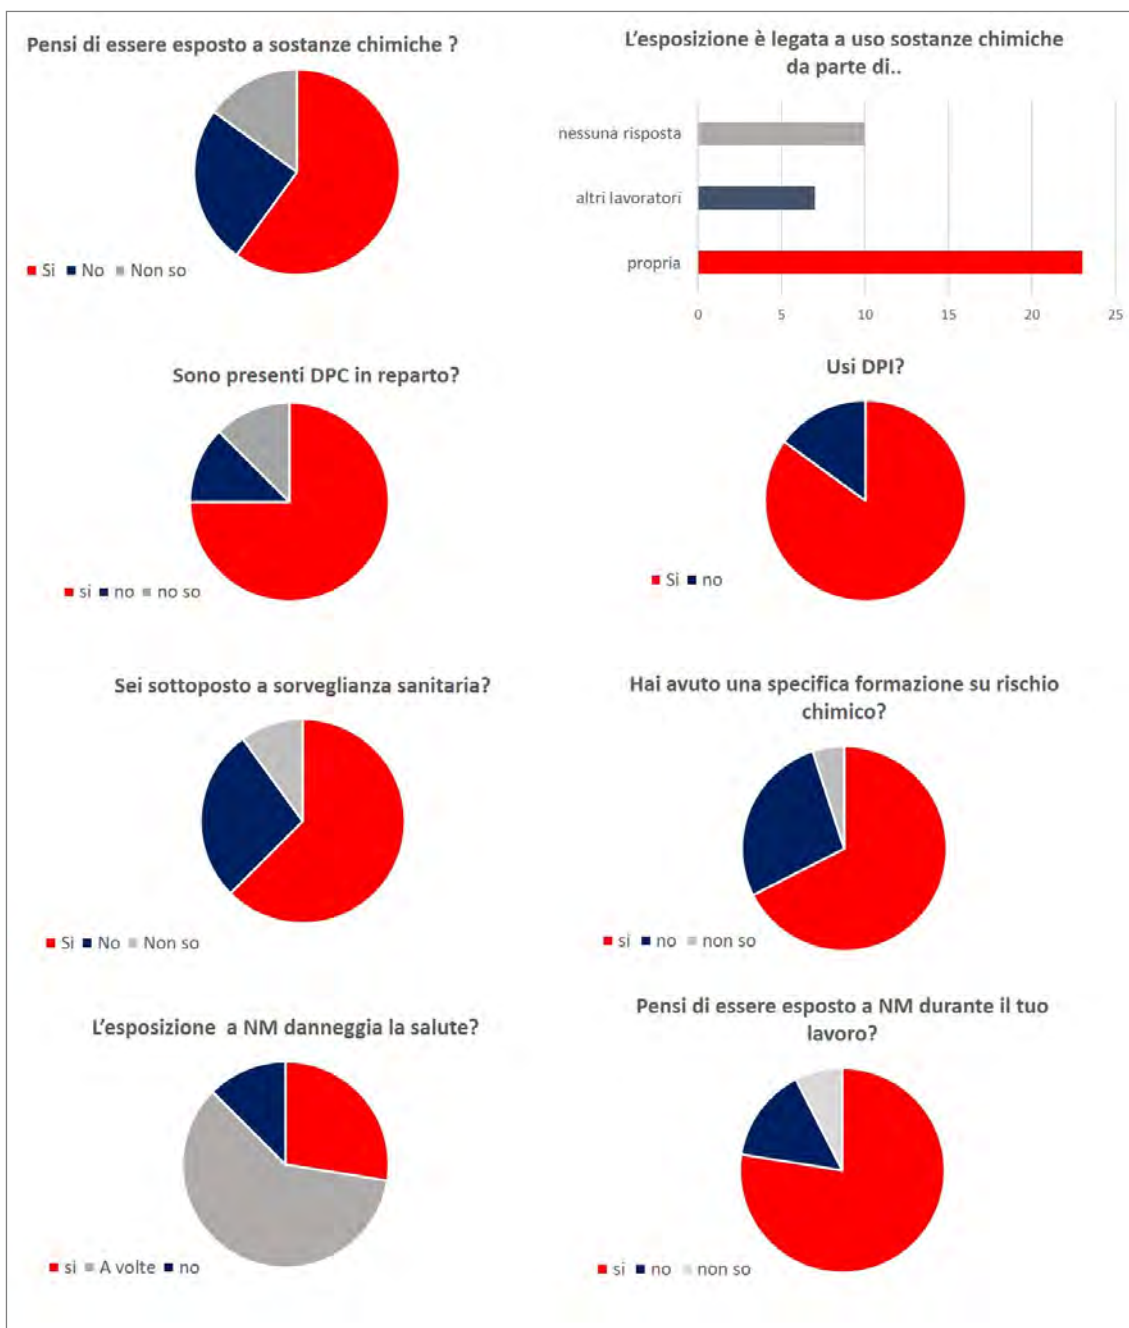 Pensi di essere esposto a sostanze chimiche ?
Si No Non so
L'esposizione è legata a uso sostanze chimiche
da parte di..
nessuna risposta
altri lavoratori
propria
0 5 10 15 20 25
Sono presenti DPC in reparto?
si no no so
Usi DPI?
Si no
Sei sottoposto a sorveglianza sanitaria?
Si No Non so
Hai avuto una specifica formazione su rischio
chimico?
si no non so
L'esposizione a NM danneggia la salute?
si A volte no
Pensi di essere esposto a NM durante il tuo
lavoro?
si no non so